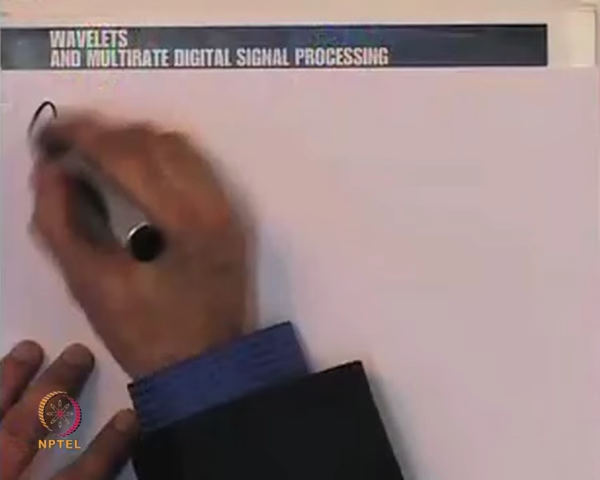 WAVELETS
AND MULTIRATE DIGITAL SIGNAL PROCESSING
NPTEL